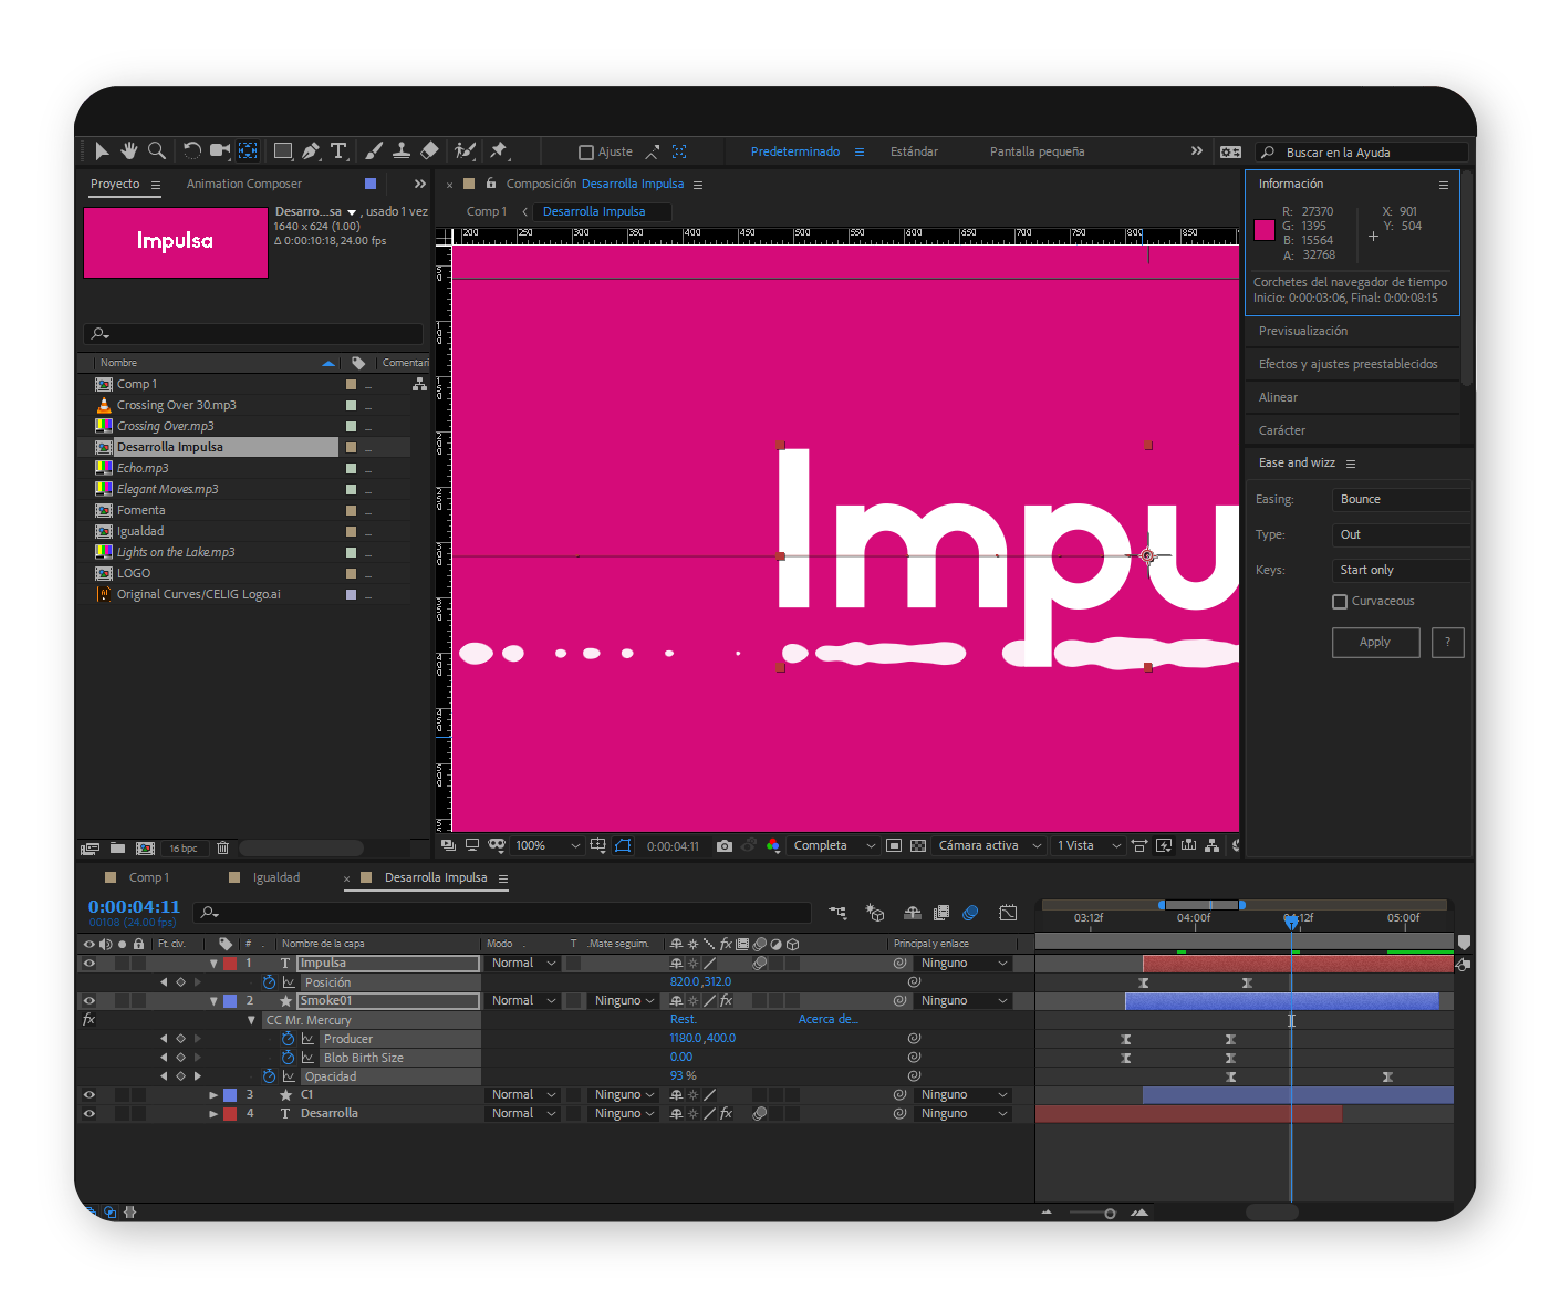 Ajuste
Predeterminado
Estándar
Pantalla pequeña
Buscar en la Ayuda
Proyecto
Animation Composer
Composición Desarrolla Impulsa
Información
Comp 1
Desarrolla Impulsa
Impulsa
Desarro...sa , usado 1 vez
1640 x 624 (1.00)
Δ 0:00:10:18, 24.00 fps
R: 27370
G: 1395
B: 15564
A: 32768
X: 901
Y: 504
Corchetes del navegador de tiempo
Inicio: 0:00:03:06, Final: 0:00:08:15
200 250 300 350 400 450 500 550 600 650 700 750 800 850
Previsualización
Efectos y ajustes preestablecidos
Alinear
Carácter
Ease and wizz
Easing: Bounce
Type: Out
Keys: Start only
Curvaceous
Apply ?
Nombre
Comentari
Comp 1 ...
Crossing Over 30.mp3 ...
Crossing Over.mp3 ...
Desarrolla Impulsa ...
Echo.mp3 ...
Elegant Moves.mp3 ...
Fomenta ...
Igualdad ...
Lights on the Lake.mp3 ...
LOGO ...
Original Curves/CELIG Logo.ai ...
Impu
16 bpc
100%
0:00:04:11
Completa
Cámara activa
1 Vista
Comp 1
Igualdad
Desarrolla Impulsa
0:00:04:11
00108 (24.00 fps)
03:12f 04:00f 04:12f 05:00f
Ft. clv. # . Nombre de la capa Modo . T .Mate seguim. fx Principal y enlace
1 T Impulsa Normal Ninguno
Posición 820.0,312.0
2 Smoke01 Normal Ninguno fx Ninguno
fx CC Mr. Mercury Rest. Acerca de...
Producer 1180.0,400.0
Blob Birth Size 0.00
Opacidad 93 %
3 C1 Normal Ninguno Ninguno
4 T Desarrolla Normal Ninguno fx Ninguno